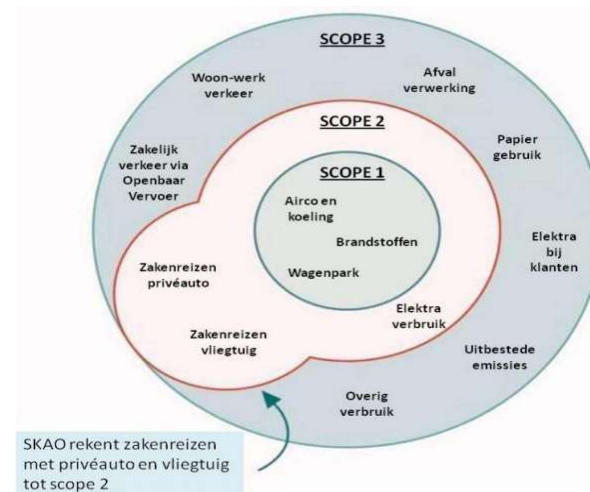 SCOPE 3
Woon-werk
verkeer
Afval
verwerking
SCOPE 2
Papier
gebruik
Zakelijk
verkeer via
Openbaar
Vervoer
SCOPE 1
Airco en
koeling
Brandstoffen
Wagenpark
Elektra
bij
klanten
Zakenreizen
privéauto
Elektra
verbruik
Zakenreizen
vliegtuig
Uitbestede
emissies
Overig
verbruik
SKAO rekent zakenreizen
met privéauto en vliegtuig
tot scope 2